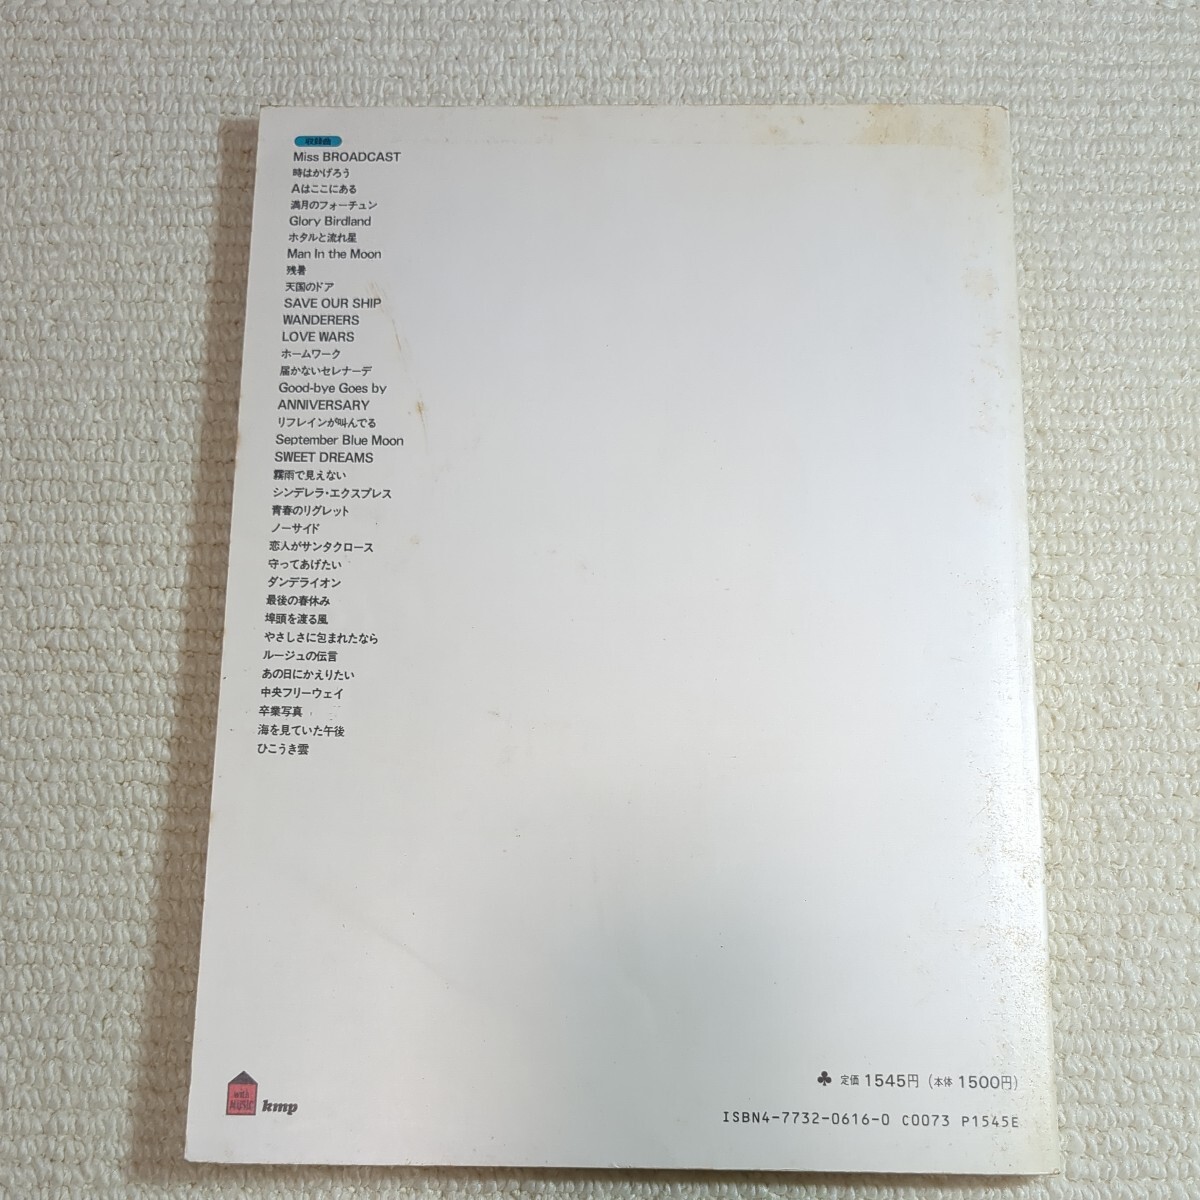 収録曲
Miss BROADCAST
時はかげろう
Aはここにある
満月のフォーチュン
Glory Birdland
ホタルと流れ星
Man In the Moon
残暑
天国のドア
SAVE OUR SHIP
WANDERERS
LOVE WARS
ホームワーク
届かないセレナーデ
Good-bye Goes by
ANNIVERSARY
リフレインが叫んでる
September Blue Moon
SWEET DREAMS
霧雨で見えない
シンデレラ・エクスプレス
青春のリグレット
ノーサイド
恋人がサンタクロース
守ってあげたい
ダンデライオン
最後の春休み
埠頭を渡る風
やさしさに包まれたなら
ルージュの伝言
あの日にかえりたい
中央フリーウェイ
卒業写真
海を見ていた午後
ひこうき雲
with MUSIC
kmp
♣ 定価 1545円 (本体 1500円)
ISBN4-7732-0616-0 C0073 P1545E